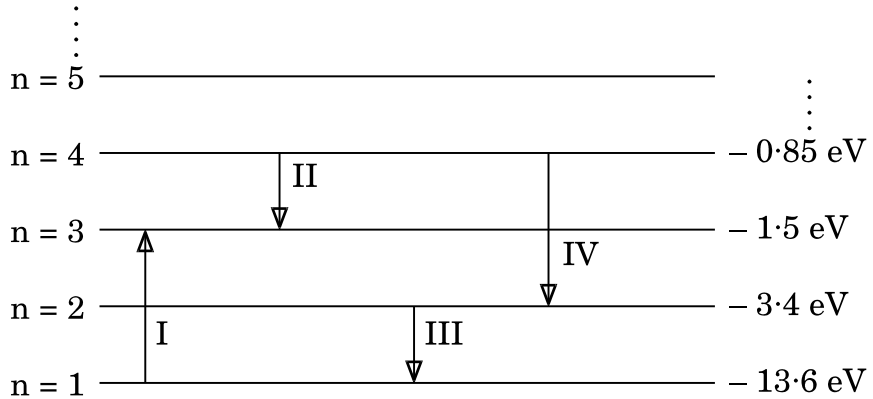 n = 5
n = 4
II
– 0·85 eV
n = 3
– 1·5 eV
IV
n = 2
– 3·4 eV
I
III
n = 1
– 13·6 eV